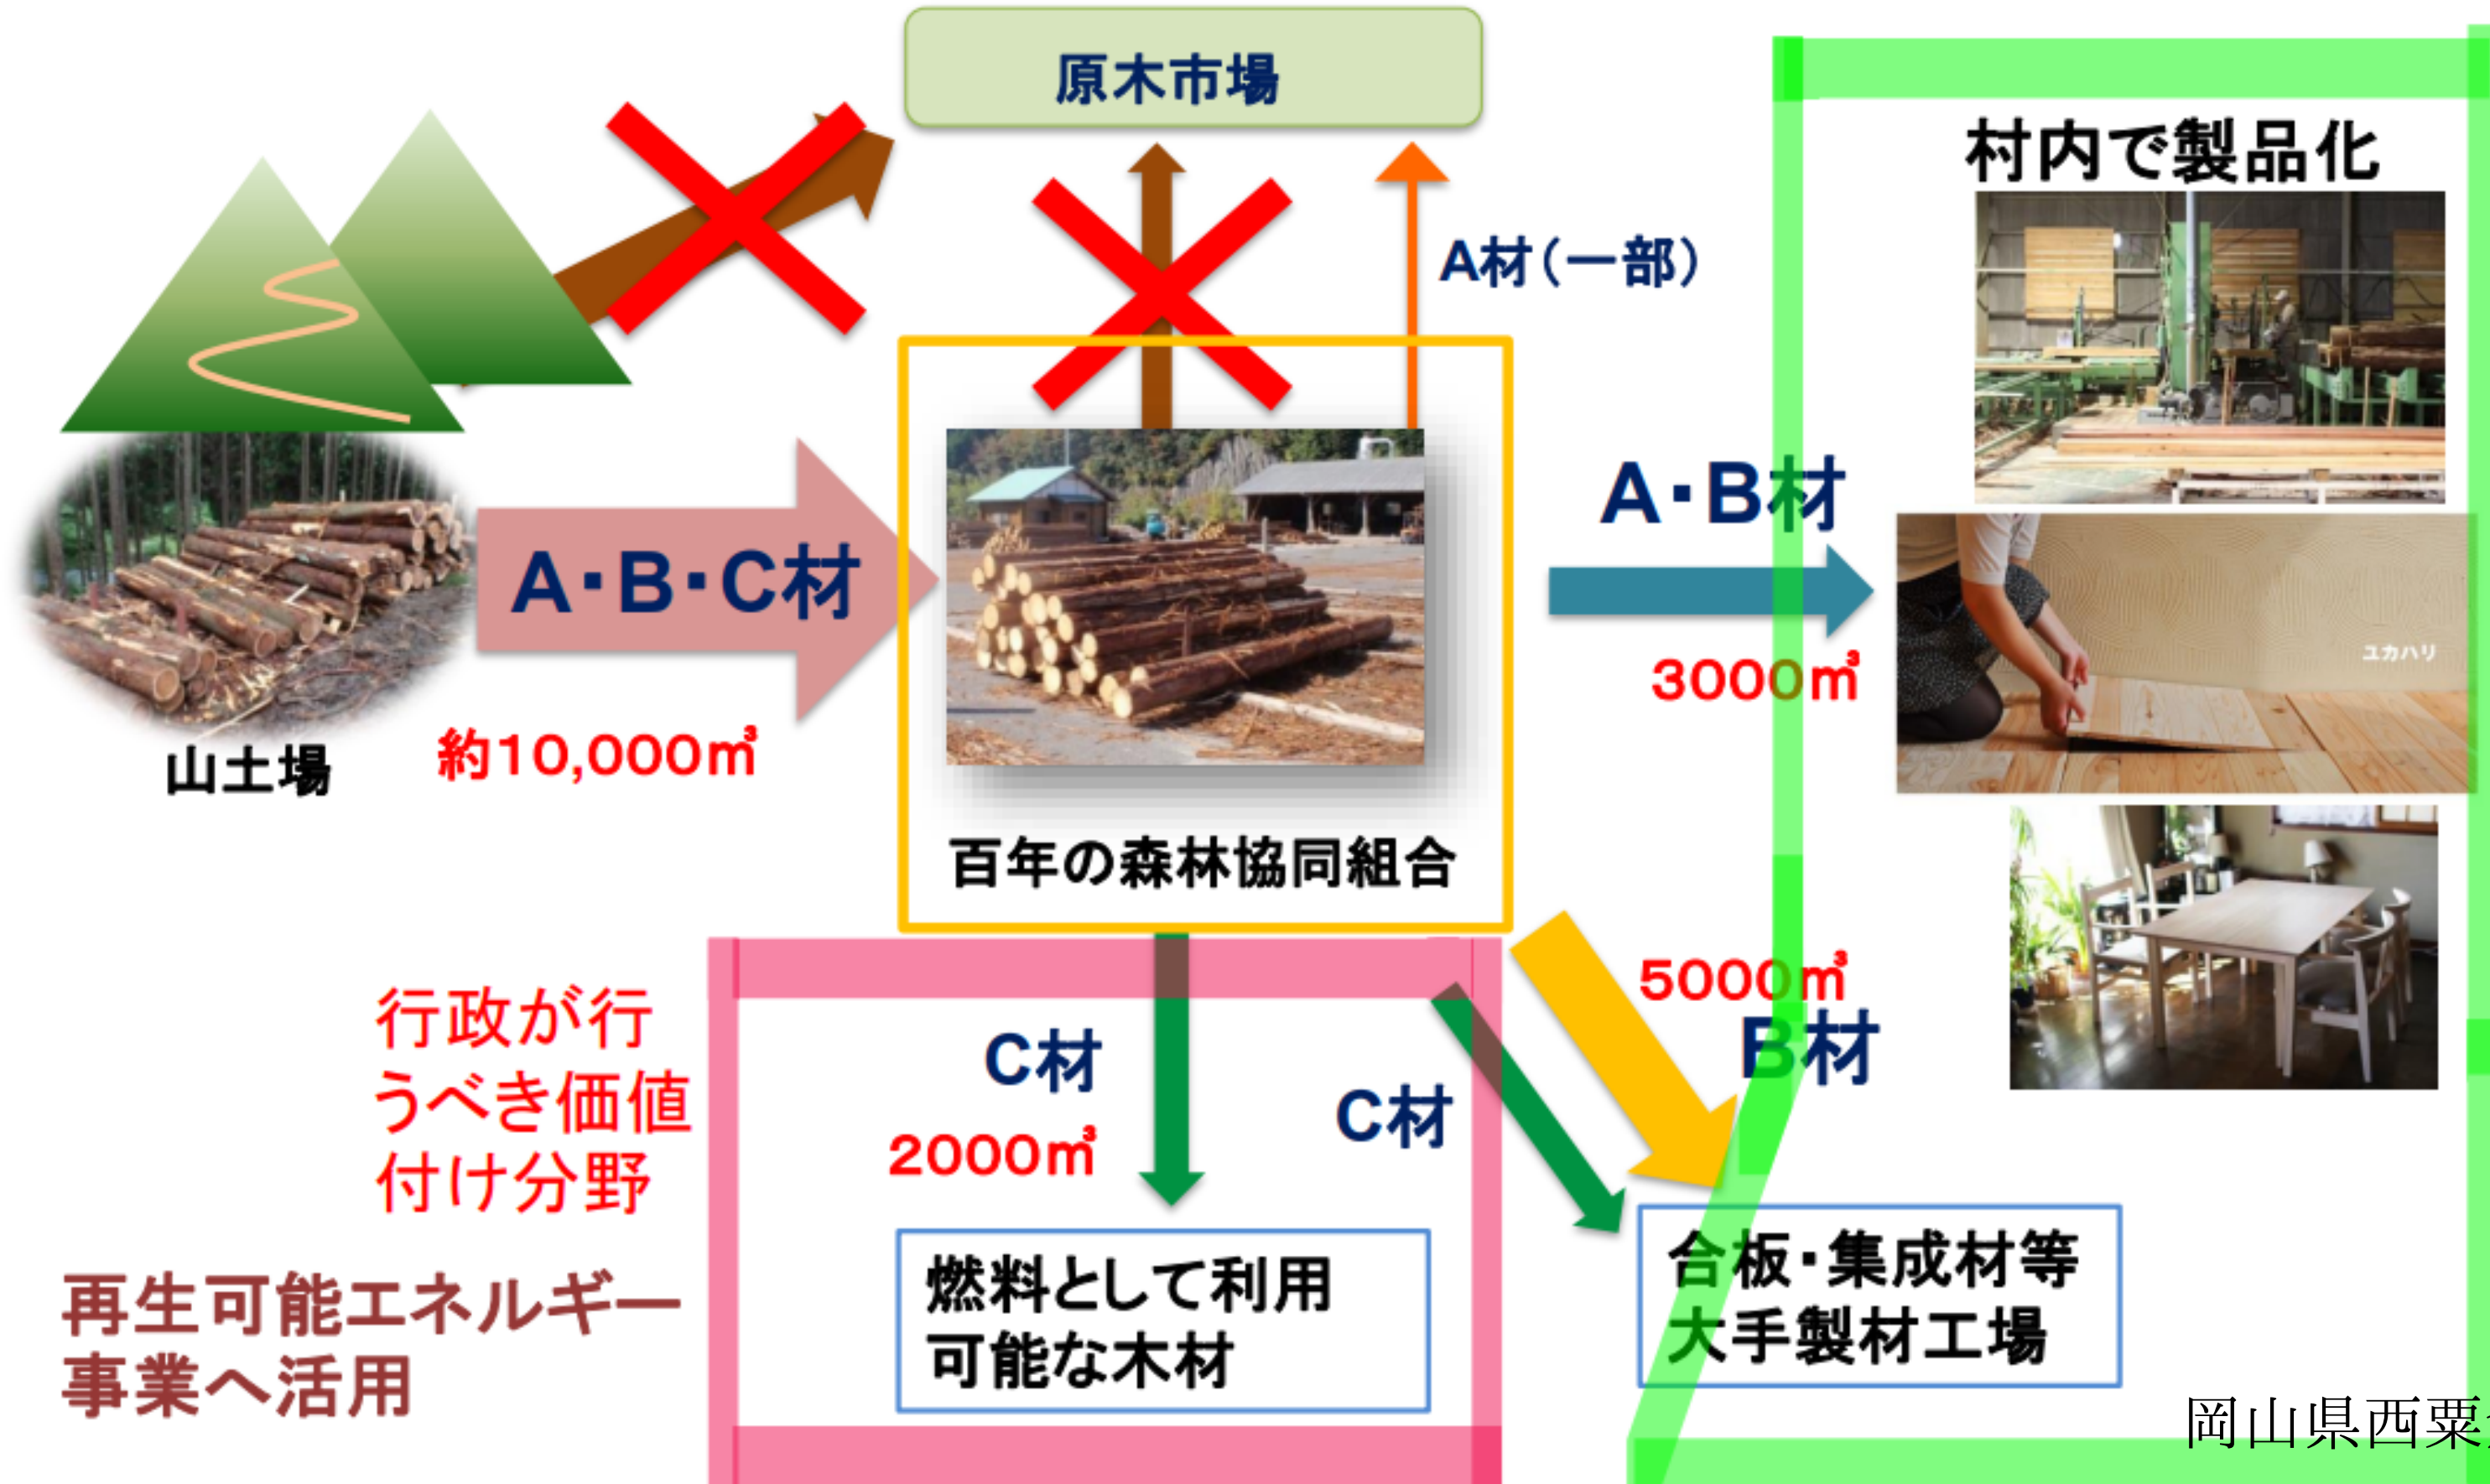 原木市場
村内で製品化
A材(一部)
A・B・C材
約10,000㎥
山土場
百年の森林協同組合
A・B材
3000㎥
ユカハリ
5000㎥
B材
行政が行
うべき価値
付け分野
C材
2000㎥
C材
再生可能エネルギー
事業へ活用
燃料として利用
可能な木材
合板・集成材等
大手製材工場
岡山県西粟